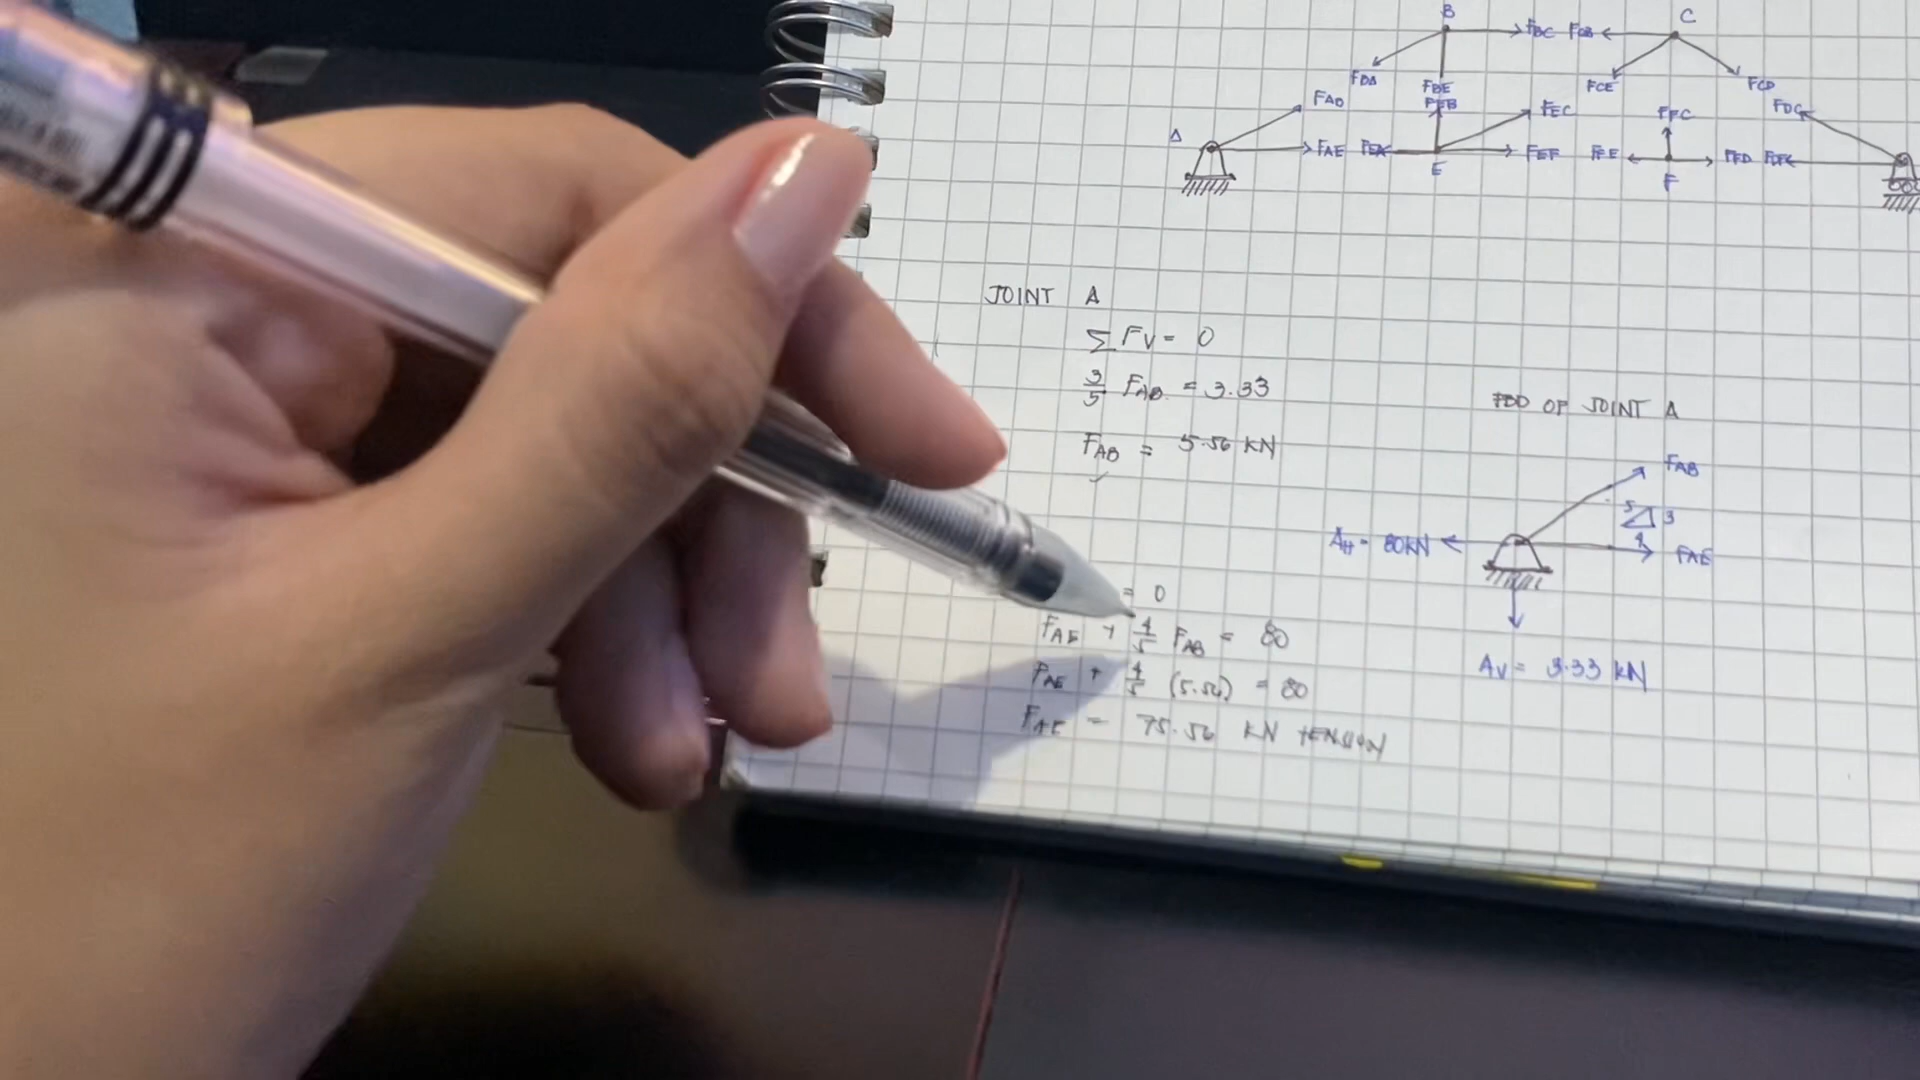 B C
FBC FCB
FBA FBE FCE FCD
A FAB FEB FEC FFC FDC
FAE FEA FEF FFE FFD FDF
E F
JOINT A
Σ FV = 0
3/5 FAB = 3.33
FAB = 5.56 KN
= 0
FAE + 4/5 FAB = 80
FAE + 4/5 (5.56) = 80
FAE = 75.56 KN TENSION
FBD OF JOINT A
FAB
5 3
4
AH = 80KN FAE
AV = 3.33 KN